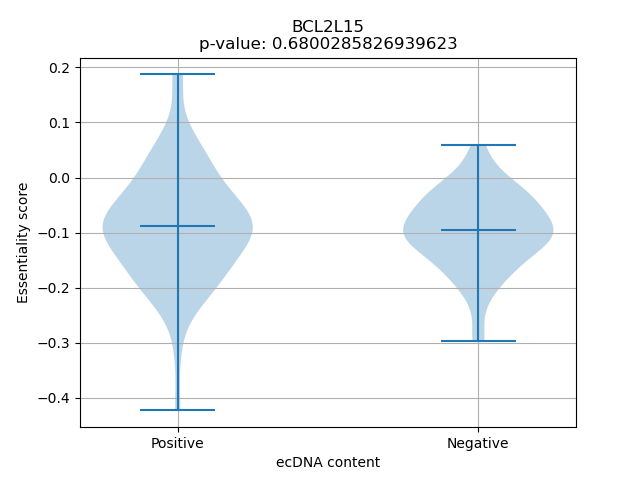 BCL2L15
p-value: 0.6800285826939623
0.2
0.1
0.0
−0.1
−0.2
−0.3
−0.4
Essentiality score
Positive
Negative
ecDNA content